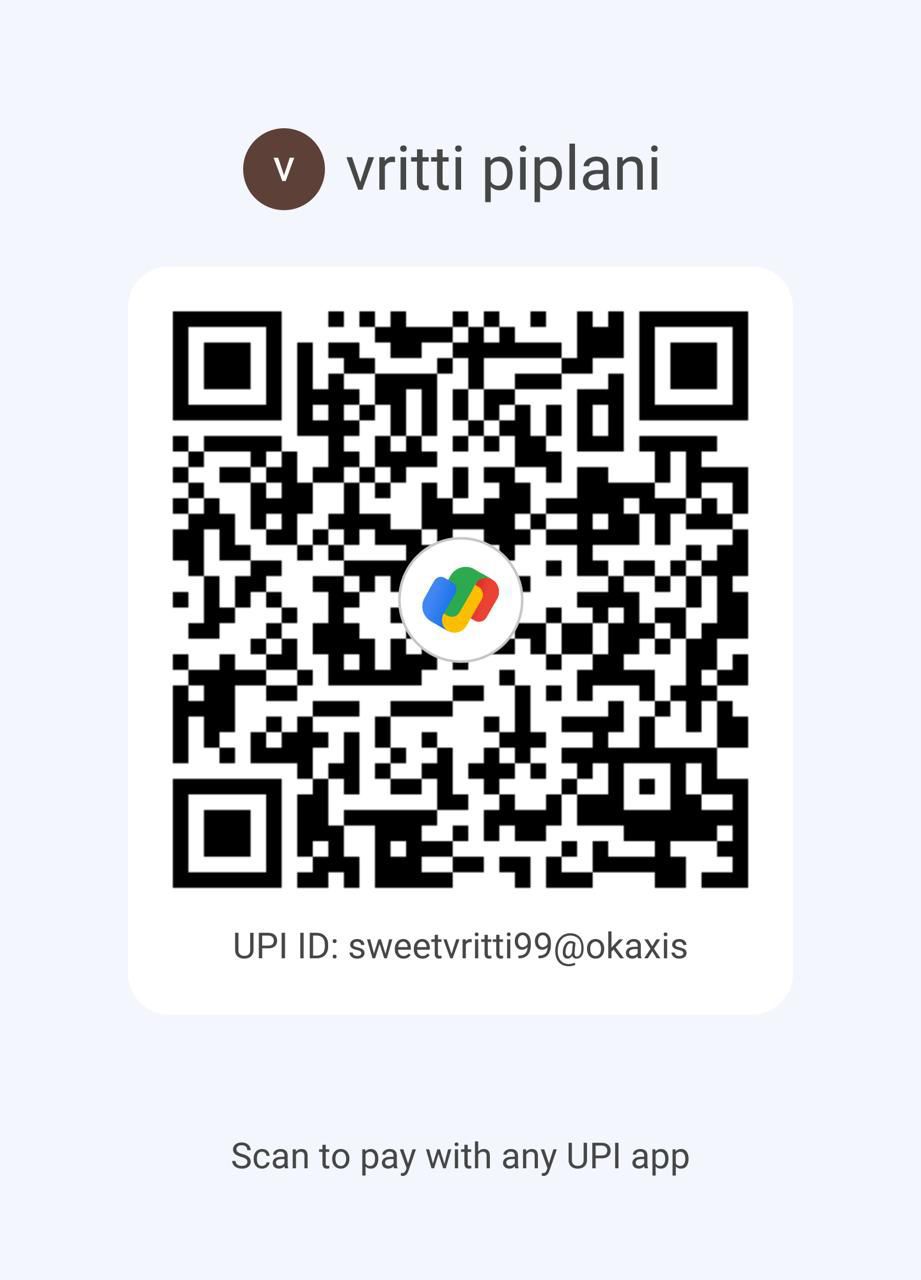 V
vritti piplani
UPI ID: sweetvritti99@okaxis
Scan to pay with any UPI app